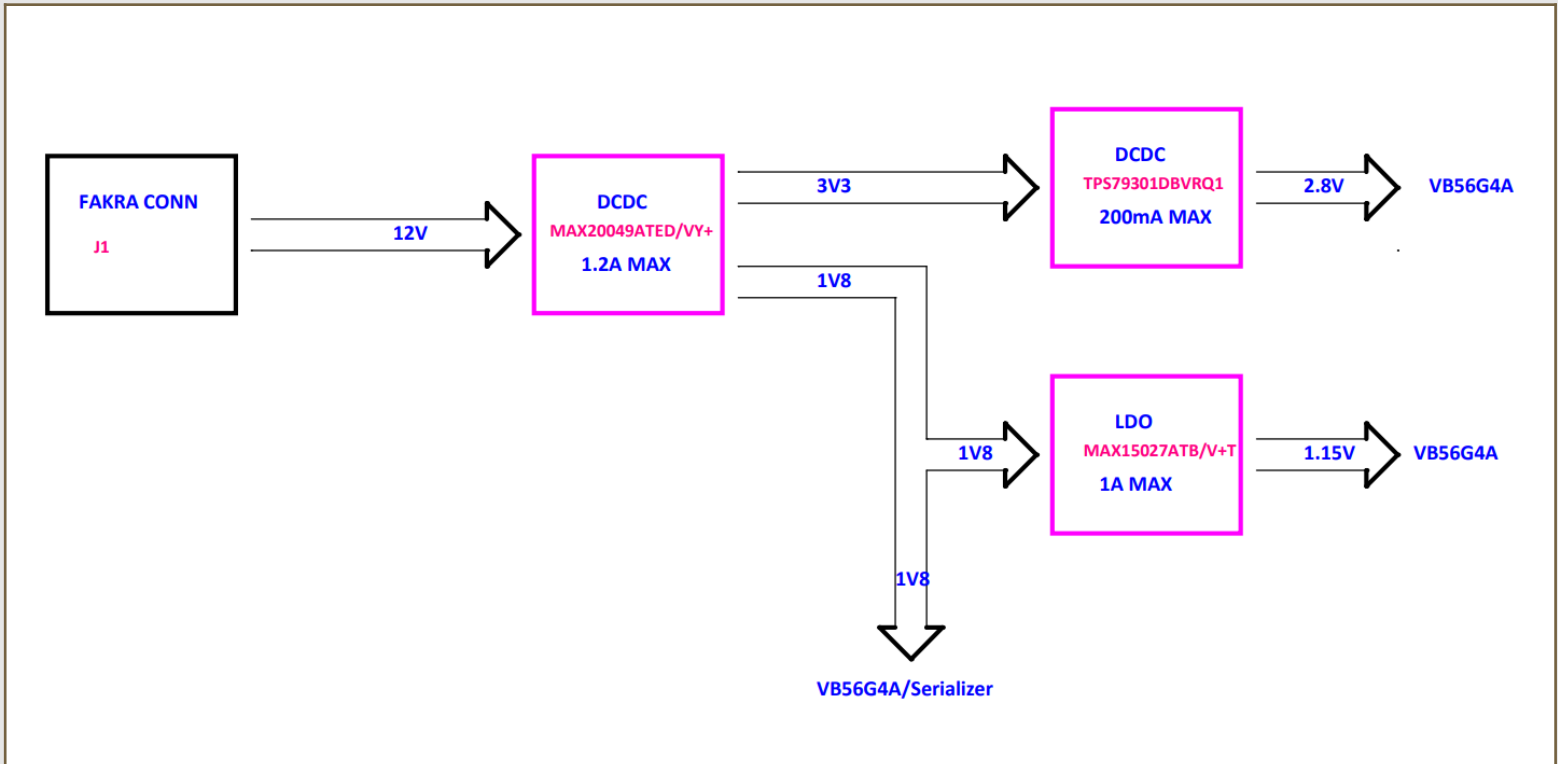 FAKRA CONN
J1
12V
DCDC
MAX20049ATED/VY+
1.2A MAX
3V3
1V8
DCDC
TPS79301DBVRQ1
200mA MAX
2.8V
VB56G4A
1V8
LDO
MAX15027ATB/V+T
1A MAX
1.15V
VB56G4A
1V8
VB56G4A/Serializer